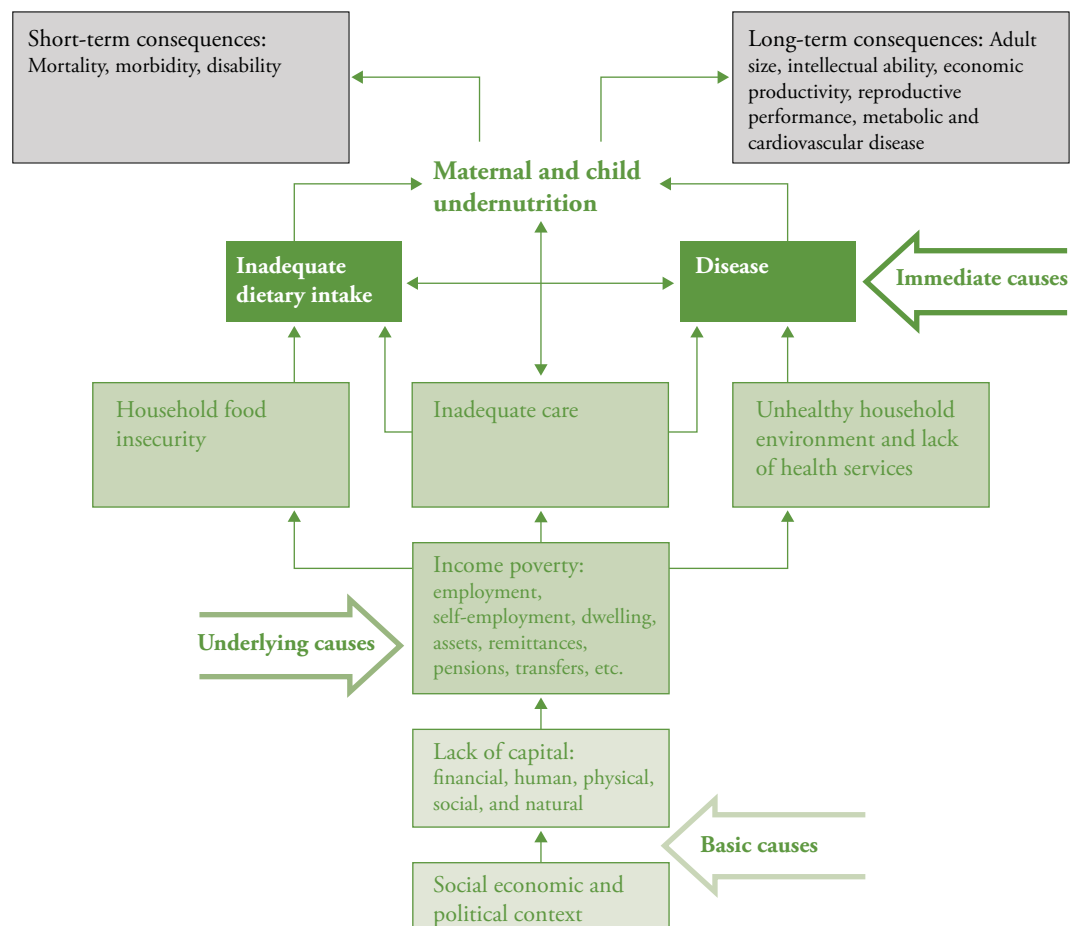 Short-term consequences:
Mortality, morbidity, disability
Long-term consequences: Adult
size, intellectual ability, economic
productivity, reproductive
performance, metabolic and
cardiovascular disease
Maternal and child
undernutrition
Inadequate
dietary intake
Disease
Immediate causes
Household food
insecurity
Inadequate care
Unhealthy household
environment and lack
of health services
Income poverty:
employment,
self-employment, dwelling,
assets, remittances,
pensions, transfers, etc.
Underlying causes
Lack of capital:
financial, human, physical,
social, and natural
Basic causes
Social economic and
political context